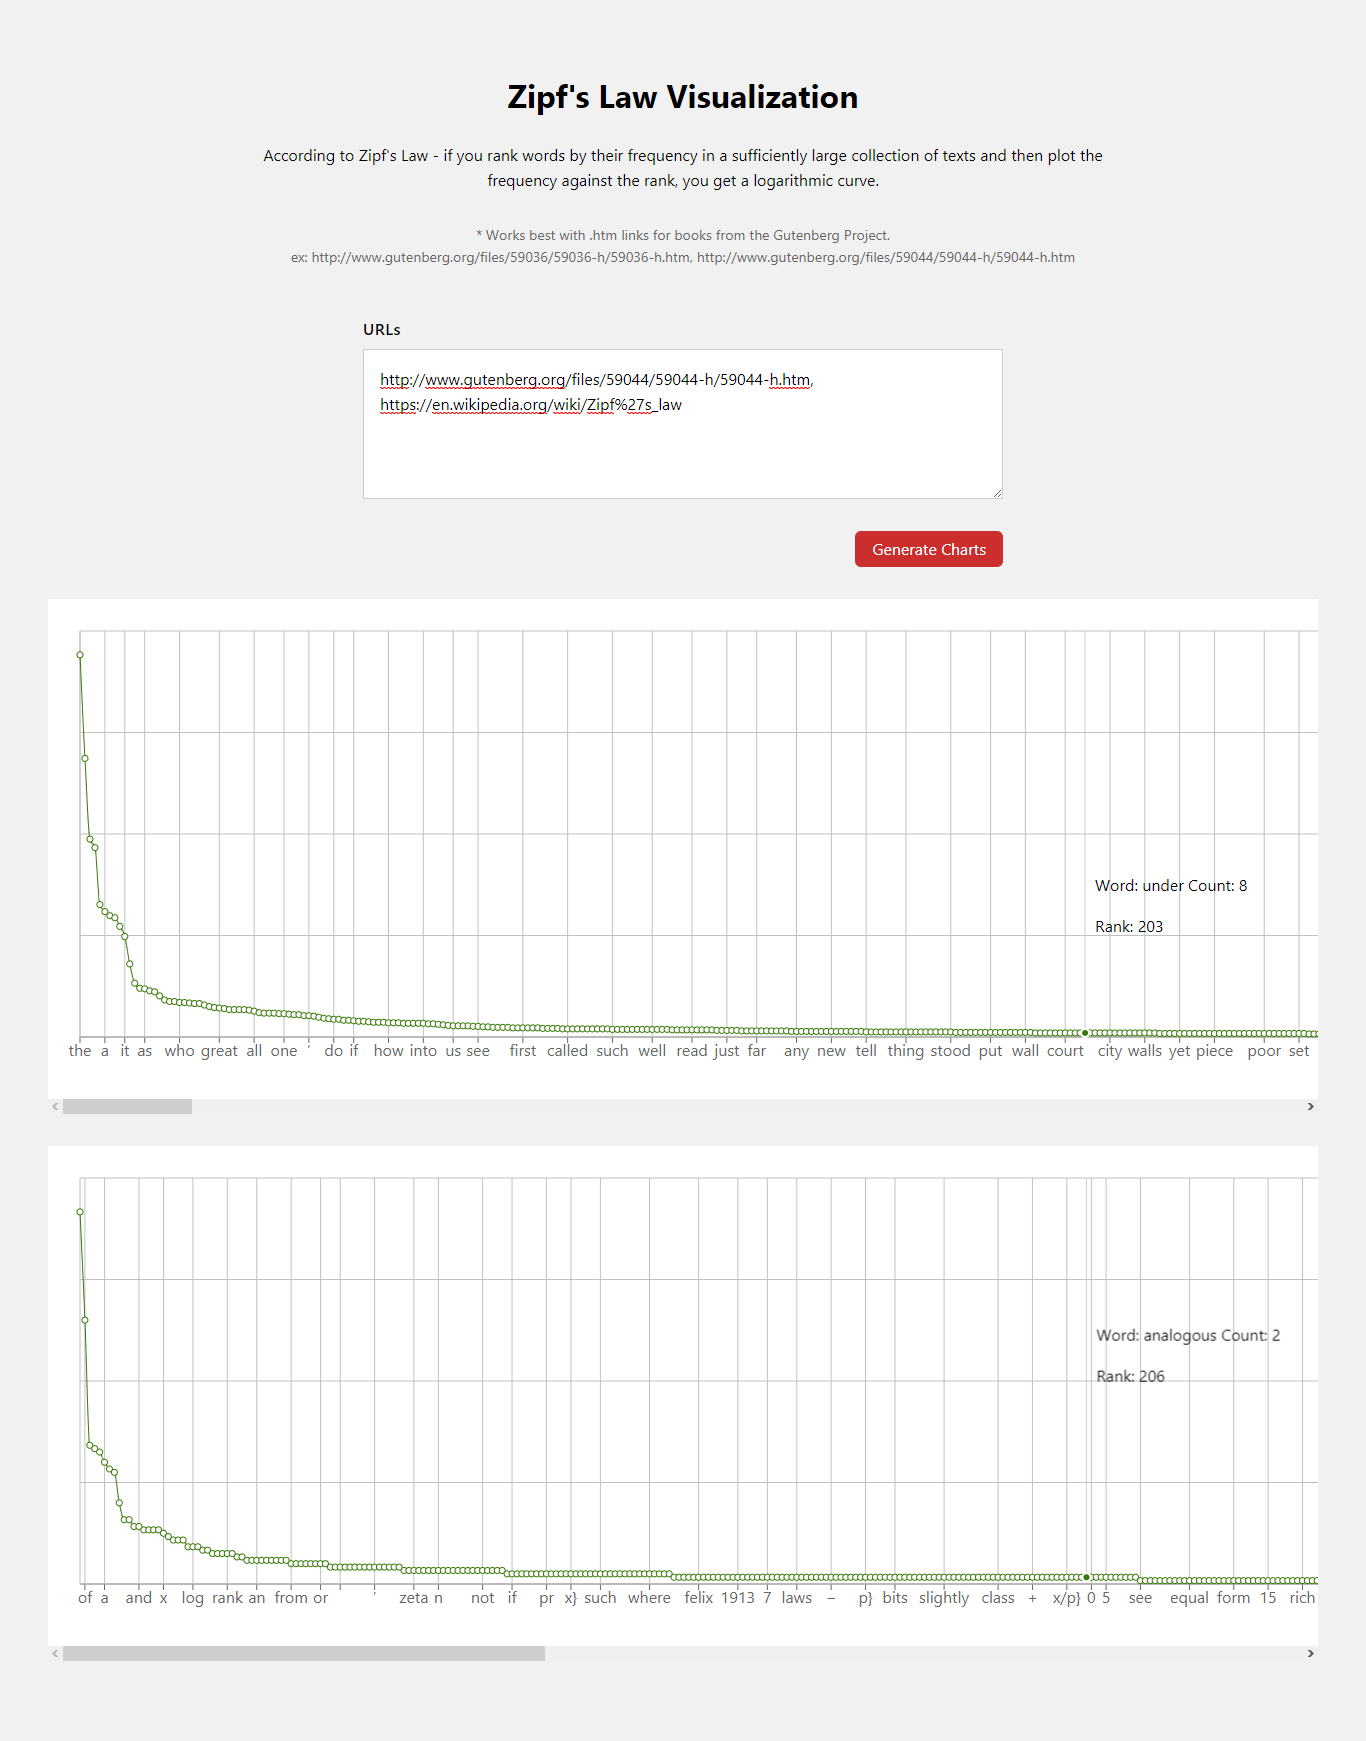 Zipf's Law Visualization
According to Zipf's Law - if you rank words by their frequency in a sufficiently large collection of texts and then plot the
frequency against the rank, you get a logarithmic curve.
* Works best with .htm links for books from the Gutenberg Project.
ex: http://www.gutenberg.org/files/59036/59036-h/59036-h.htm, http://www.gutenberg.org/files/59044/59044-h/59044-h.htm
URLs
http://www.gutenberg.org/files/59044/59044-h/59044-h.htm,
https://en.wikipedia.org/wiki/Zipf%27s_law
Generate Charts
Word: under Count: 8
Rank: 203
the a it as who great all one ' do if how into us see first called such well read just far any new tell thing stood put wall court city walls yet piece poor set
Word: analogous Count: 2
Rank: 206
of a and x log rank an from or ' zeta n not if pr x} such where felix 1913 7 laws – p} bits slightly class + x/p} 0 5 see equal form 15 rich